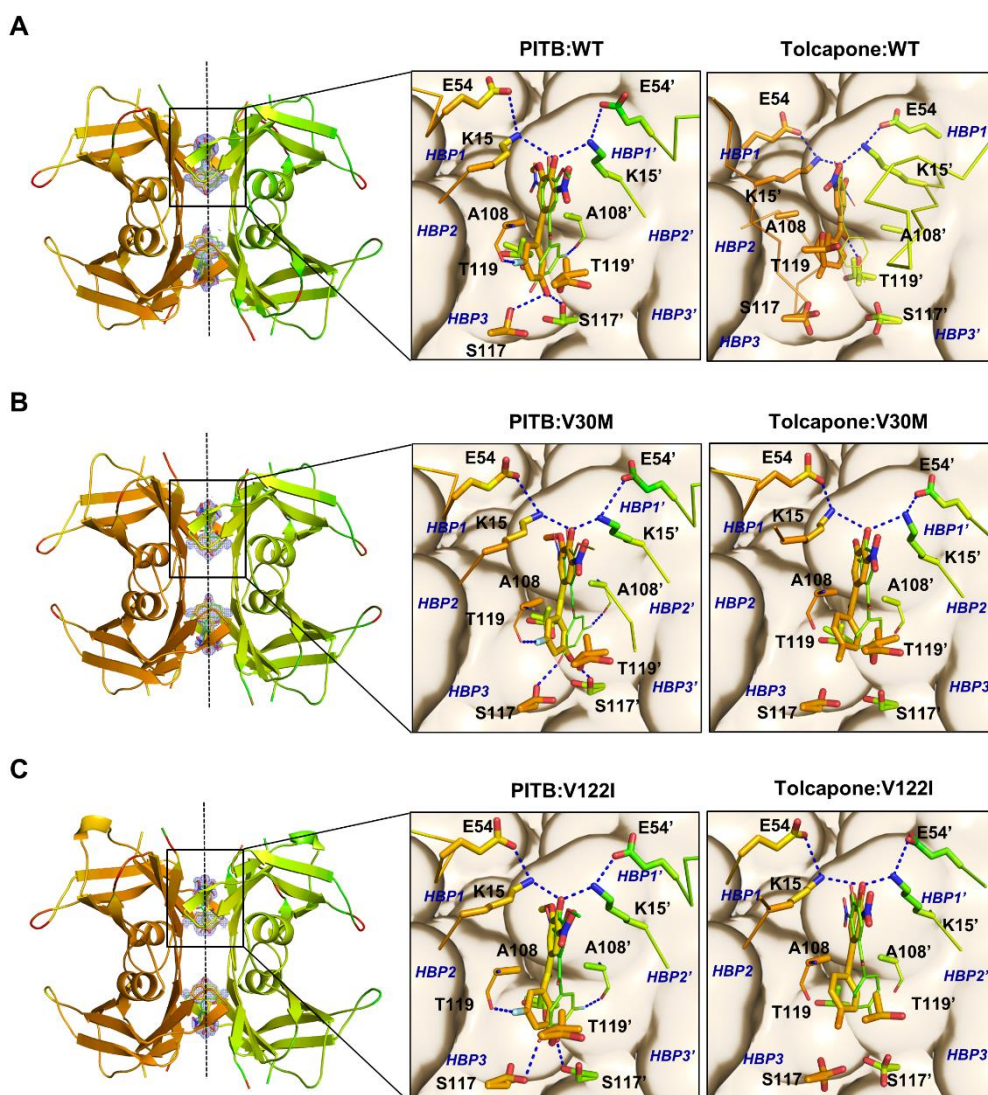 A
PITB:WT
Tolcapone:WT
E54
E54’
E54
HBP1
K15
HBP1’
K15’
HBP1
HBP1’
K15’
K15’
A108
A108’
HBP2
HBP2’
T119
T119’
A108
A108’
HBP2
HBP2’
T119
T119’
HBP3
S117
S117’
HBP3’
S117
S117’
HBP3
HBP3’
B
PITB:V30M
Tolcapone:V30M
E54
E54’
E54
E54’
HBP1
K15
HBP1’
K15’
HBP1
K15
HBP1’
K15’
A108
A108’
HBP2
HBP2’
T119
T119’
A108
A108’
HBP2
HBP2’
T119
T119’
HBP3
S117
S117’
HBP3’
HBP3
S117
S117’
HBP3’
C
PITB:V122I
Tolcapone:V122I
E54
E54’
E54
E54’
HBP1
K15
HBP1’
K15’
HBP1
K15
HBP1’
K15’
A108
A108’
HBP2
HBP2’
T119
T119’
A108
A108’
HBP2
HBP2’
T119
T119’
HBP3
S117
S117’
HBP3’
HBP3
S117
S117’
HBP3’